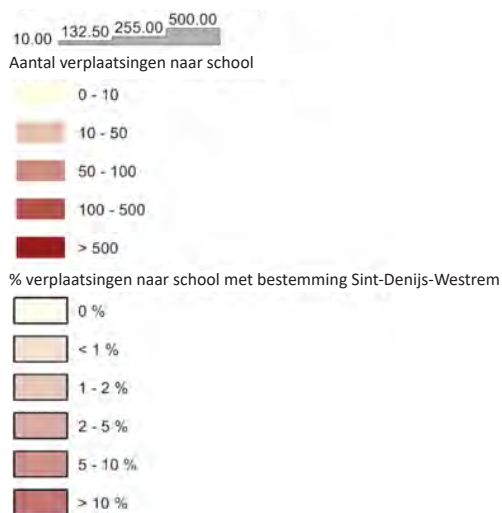 10.00 132.50 255.00 500.00
Aantal verplaatsingen naar school
0 - 10
10 - 50
50 - 100
100 - 500
> 500
% verplaatsingen naar school met bestemming Sint-Denijs-Westrem
0 %
< 1 %
1 - 2 %
2 - 5 %
5 - 10 %
> 10 %